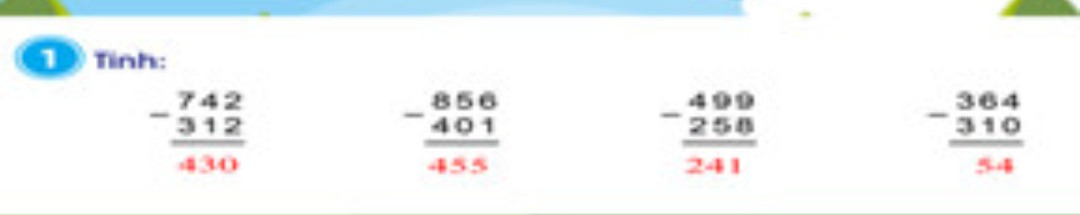 1 Tính:
- 742 - 856 - 499 - 364
312 401 258 310
430 455 241 54